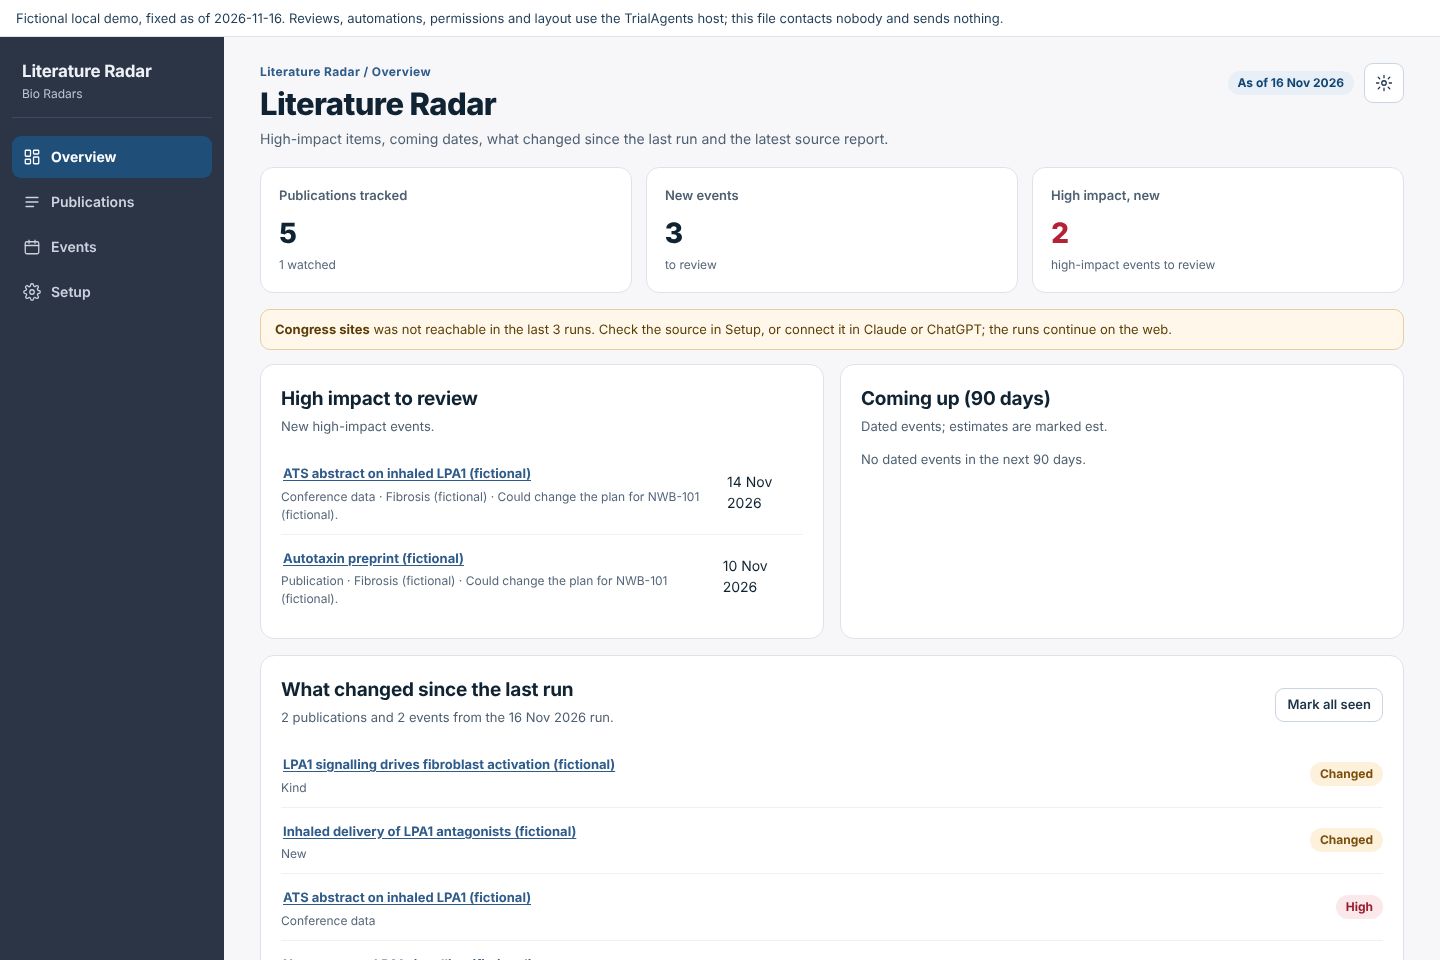 Fictional local demo, fixed as of 2026-11-16. Reviews, automations, permissions and layout use the TrialAgents host; this file contacts nobody and sends nothing.
Literature Radar
Bio Radars
Overview
Publications
Events
Setup
Literature Radar / Overview
Literature Radar
High-impact items, coming dates, what changed since the last run and the latest source report.
As of 16 Nov 2026
Publications tracked
5
1 watched
New events
3
to review
High impact, new
2
high-impact events to review
Congress sites was not reachable in the last 3 runs. Check the source in Setup, or connect it in Claude or ChatGPT; the runs continue on the web.
High impact to review
New high-impact events.
ATS abstract on inhaled LPA1 (fictional)
Conference data · Fibrosis (fictional) · Could change the plan for NWB-101
(fictional).
14 Nov
2026
Autotaxin preprint (fictional)
Publication · Fibrosis (fictional) · Could change the plan for NWB-101
(fictional).
10 Nov
2026
Coming up (90 days)
Dated events; estimates are marked est.
No dated events in the next 90 days.
What changed since the last run
2 publications and 2 events from the 16 Nov 2026 run.
Mark all seen
LPA1 signalling drives fibroblast activation (fictional)
Kind
Changed
Inhaled delivery of LPA1 antagonists (fictional)
New
Changed
ATS abstract on inhaled LPA1 (fictional)
Conference data
High